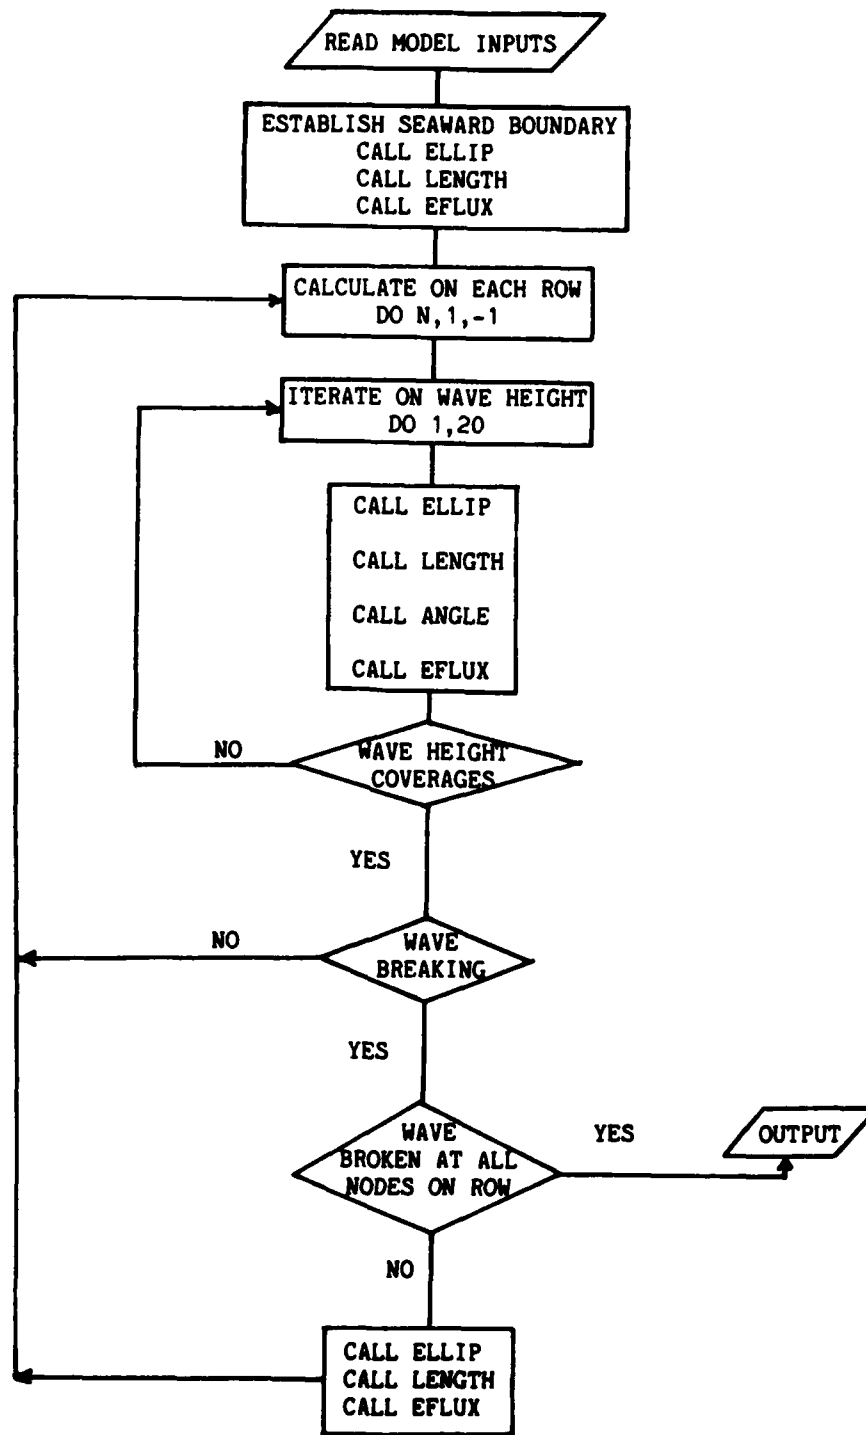 READ MODEL INPUTS
ESTABLISH SEAWARD BOUNDARY
CALL ELLIP
CALL LENGTH
CALL EFLUX
CALCULATE ON EACH ROW
DO N,1,-1
ITERATE ON WAVE HEIGHT
DO 1,20
CALL ELLIP
CALL LENGTH
CALL ANGLE
CALL EFLUX
NO
WAVE HEIGHT
COVERAGES
YES
NO
WAVE
BREAKING
YES
WAVE
BROKEN AT ALL
NODES ON ROW
YES
OUTPUT
NO
CALL ELLIP
CALL LENGTH
CALL EFLUX